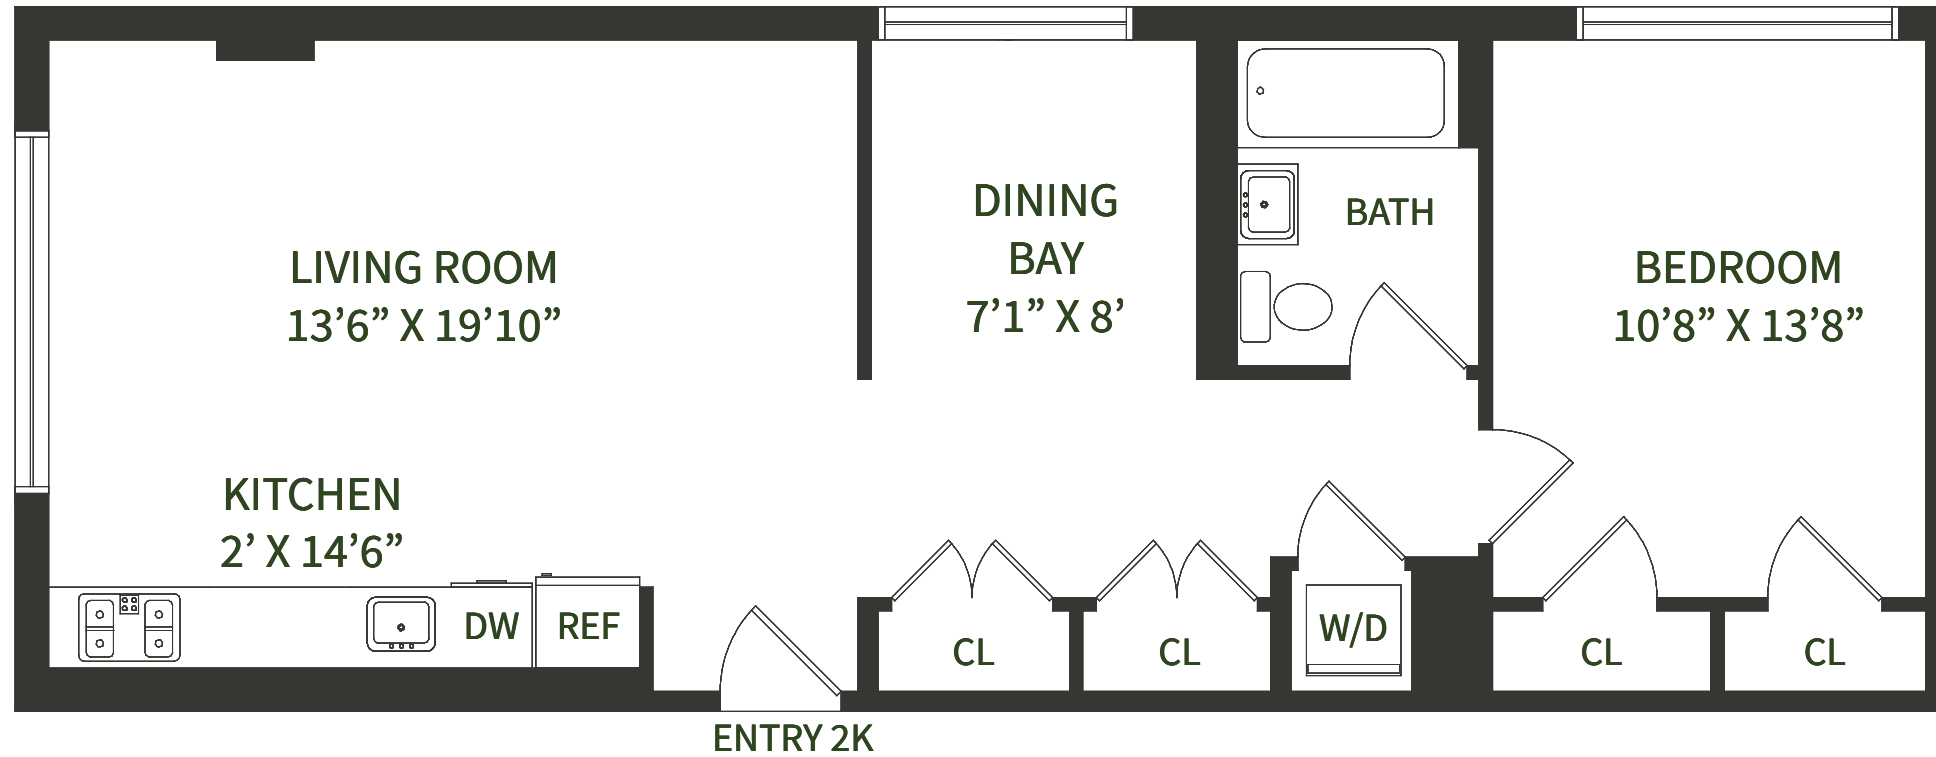 LIVING ROOM
13’6” X 19’10”
KITCHEN
2’ X 14’6”
DW
REF
DINING
BAY
7’1” X 8’
BATH
BEDROOM
10’8” X 13’8”
CL
CL
W/D
CL
CL
ENTRY 2K